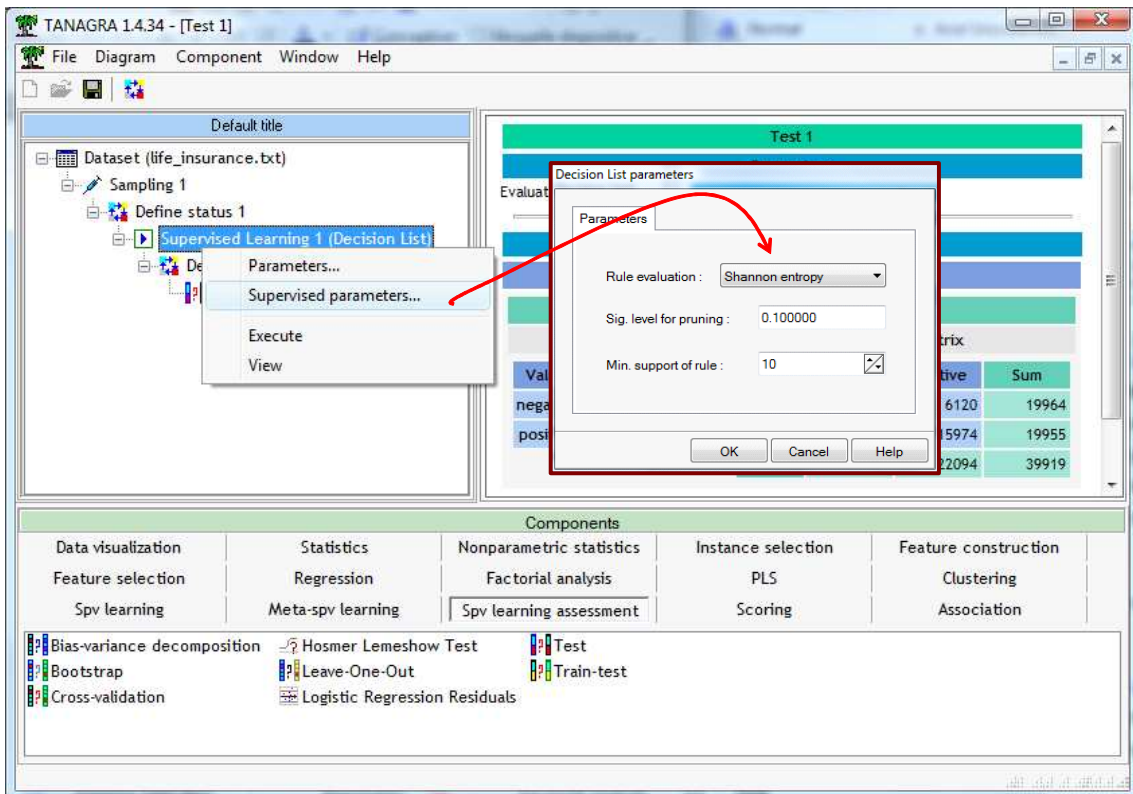 TANAGRA 1.4.34 - [Test 1]
File Diagram Component Window Help
Default title
Dataset (life_insurance.txt)
Sampling 1
Define status 1
Supervised Learning 1 (Decision List)
De
Parameters...
Supervised parameters...
Execute
View
Test 1
Evaluat
Decision List parameters
Parameters
Rule evaluation : Shannon entropy
Sig. level for pruning : 0.100000
Min. support of rule : 10
OK Cancel Help
trix
Val tive Sum
nega 6120 19964
posi 15974 19955
22094 39919
Components
Data visualization Statistics Nonparametric statistics Instance selection Feature construction
Feature selection Regression Factorial analysis PLS Clustering
Spv learning Meta-spv learning Spv learning assessment Scoring Association
Bias-variance decomposition Hosmer Lemeshow Test Test
Bootstrap Leave-One-Out Train-test
Cross-validation Logistic Regression Residuals